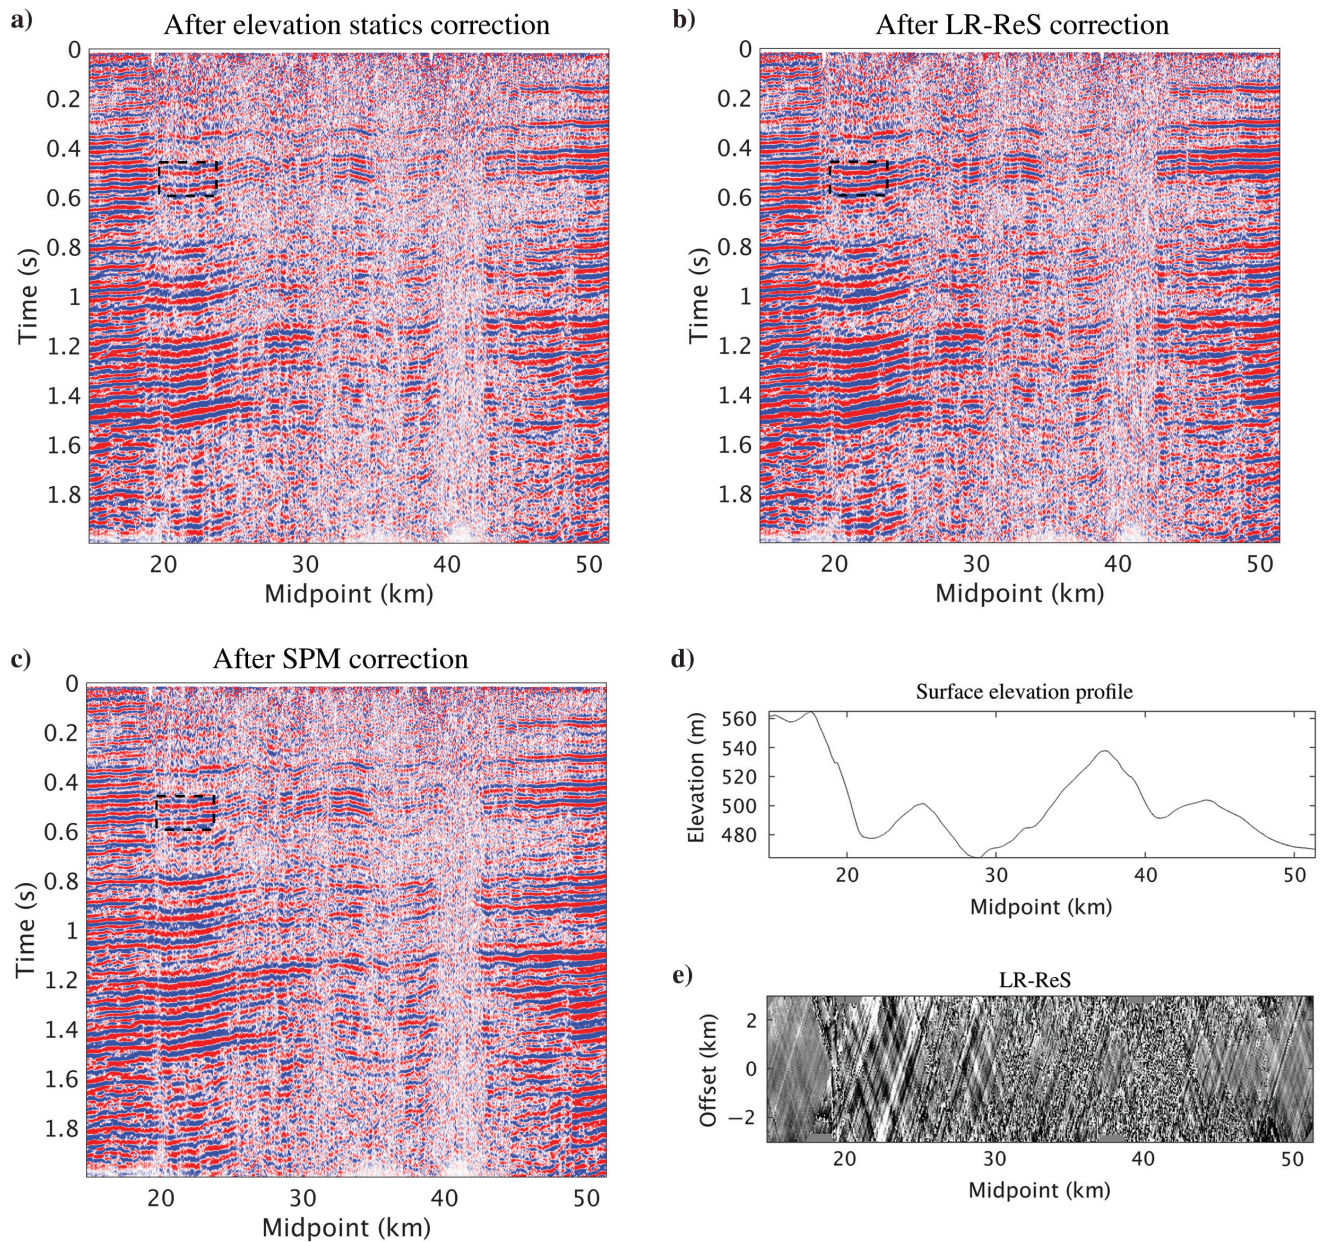 a) After elevation statics correction
0
0.2
0.4
0.6
0.8
1
1.2
1.4
1.6
1.8
Time (s)
20 30 40 50
Midpoint (km)
b) After LR-ReS correction
0
0.2
0.4
0.6
0.8
1
1.2
1.4
1.6
1.8
Time (s)
20 30 40 50
Midpoint (km)
c) After SPM correction
0
0.2
0.4
0.6
0.8
1
1.2
1.4
1.6
1.8
Time (s)
20 30 40 50
Midpoint (km)
d)
Surface elevation profile
560
540
520
500
480
Elevation (m)
20 30 40 50
Midpoint (km)
e) LR-ReS
2
0
−2
Offset (km)
20 30 40 50
Midpoint (km)